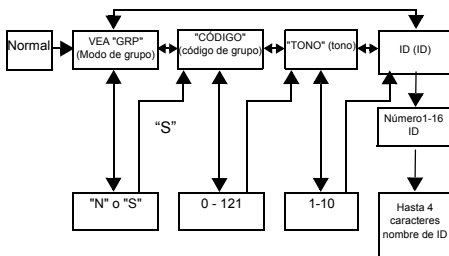 Normal
VEA "GRP"
(Modo de grupo)
"CÓDIGO"
(código de grupo)
"TONO" (tono)
ID (ID)
"S"
Número1-16
ID
"N" o "S"
0 - 121
1-10
Hasta 4
caracteres
nombre de ID